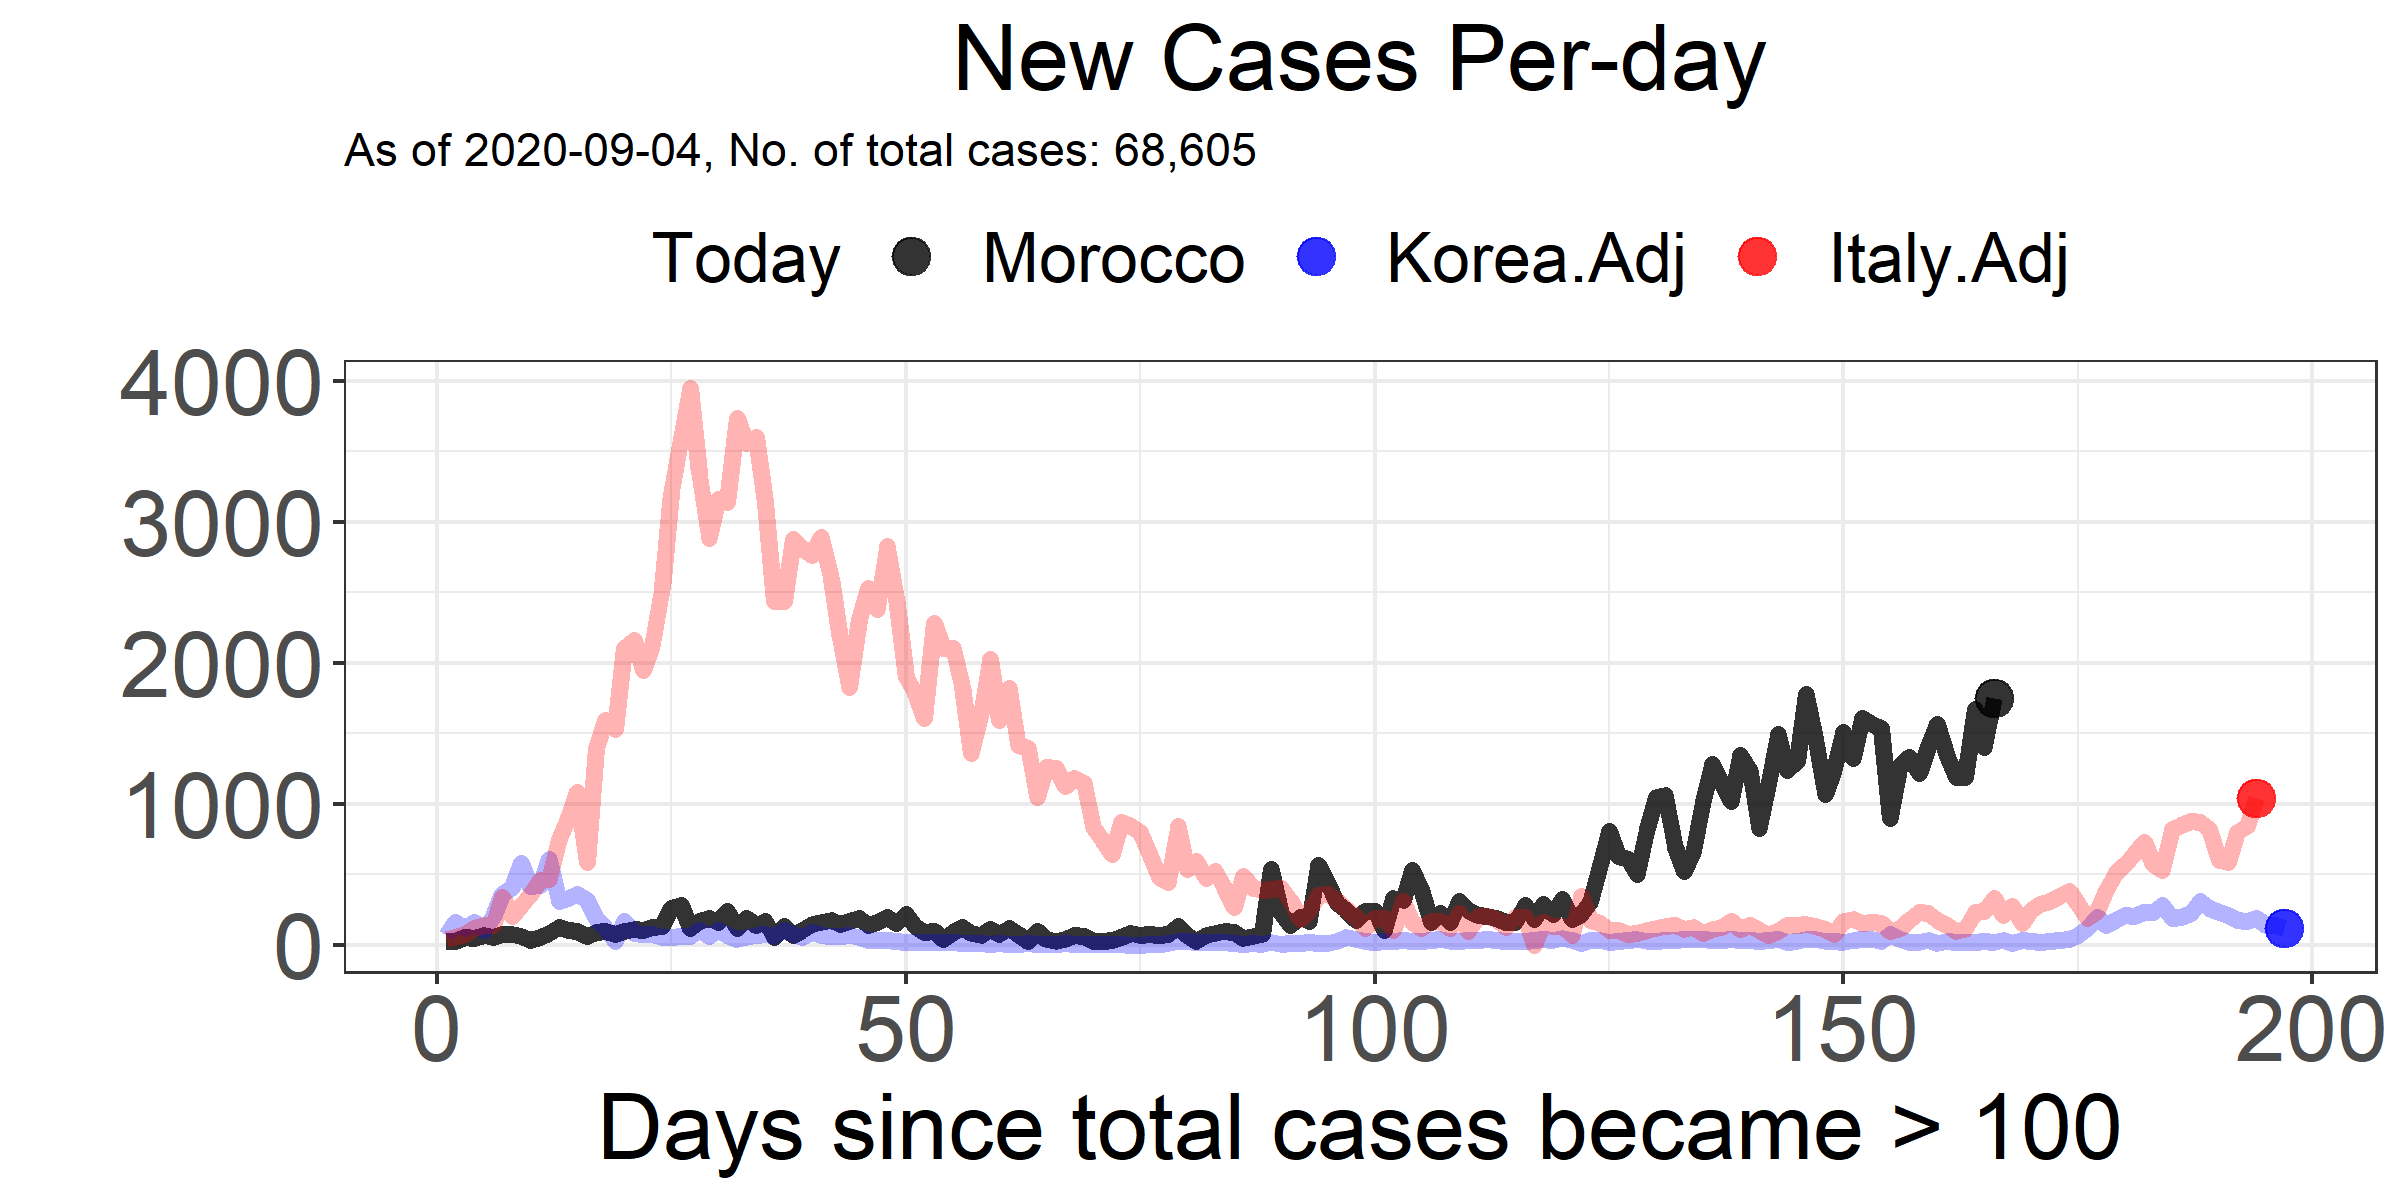 New Cases Per-day
As of 2020-09-04, No. of total cases: 68,605
Today Morocco Korea.Adj Italy.Adj
4000
3000
2000
1000
0
0 50 100 150 200
Days since total cases became > 100